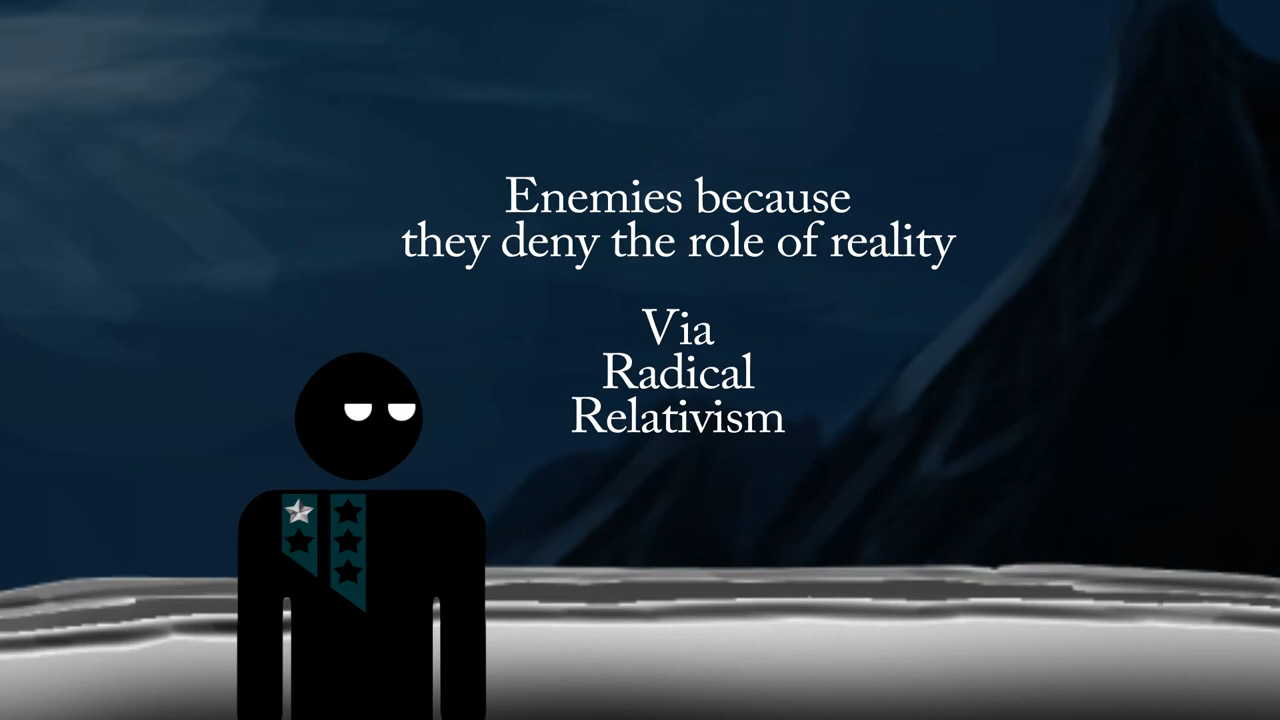 Enemies because
they deny the role of reality
Via
Radical
Relativism